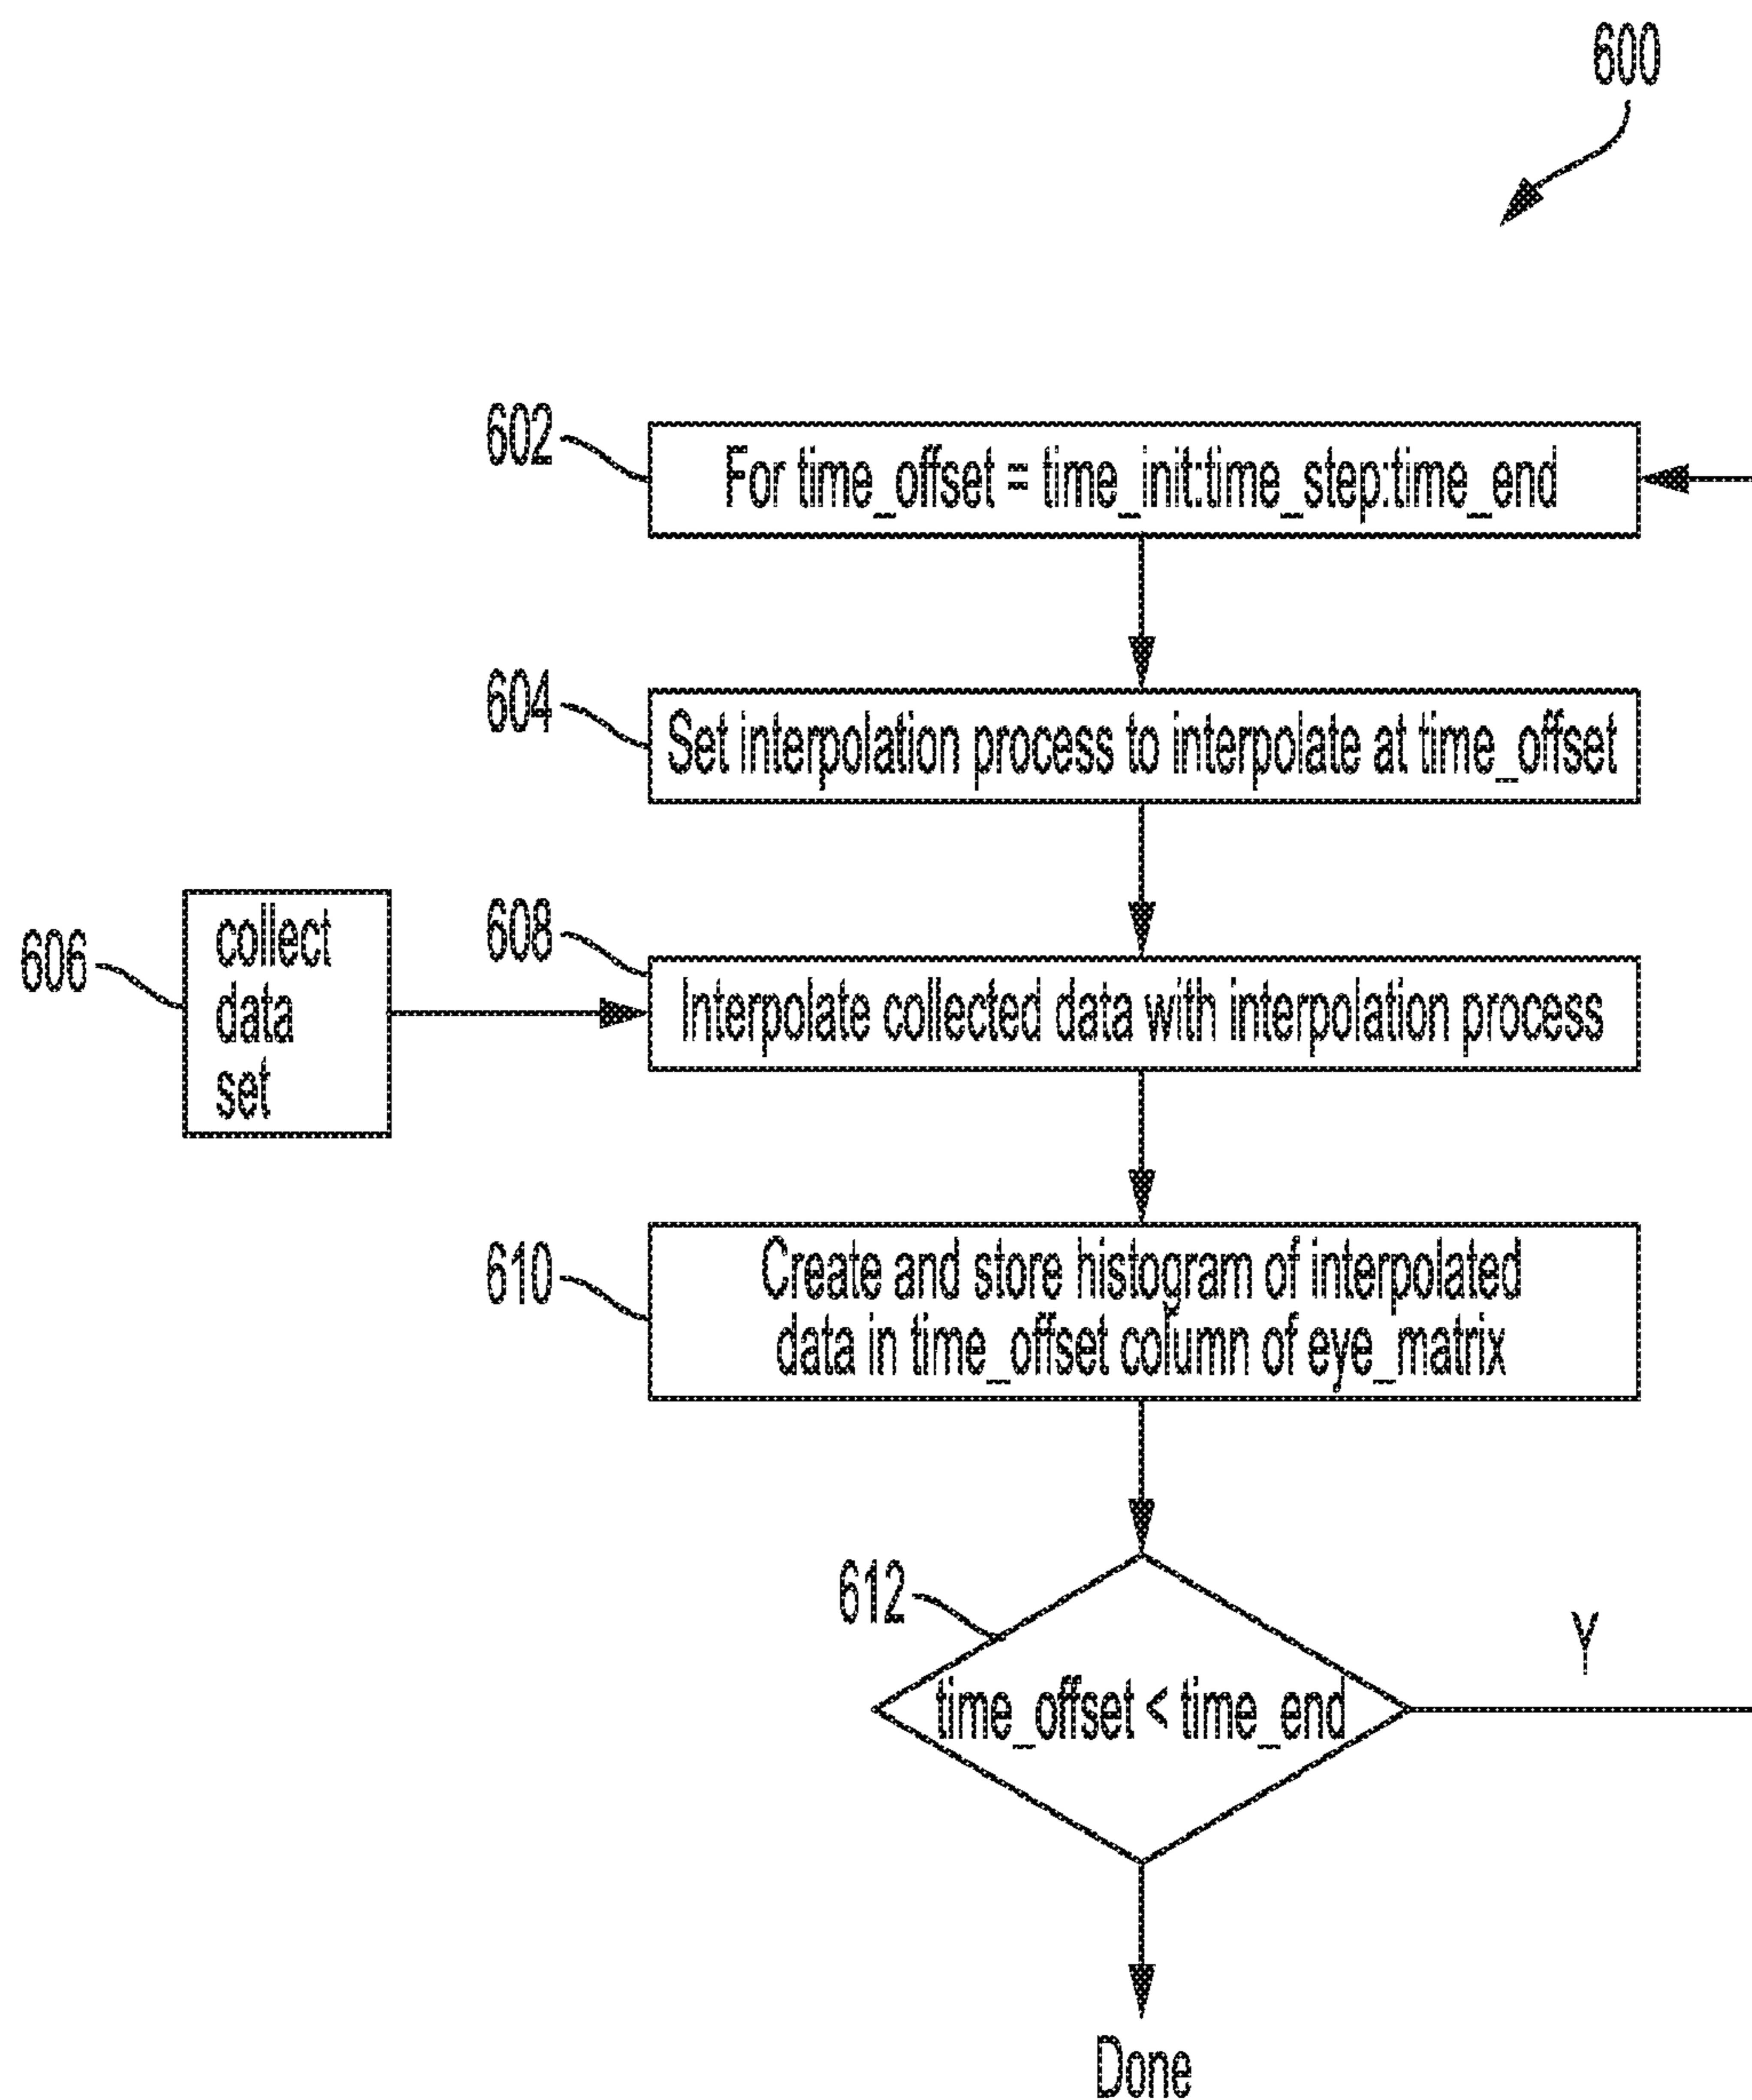 600
602
For time_offset = time_init:time_step:time_end
604
Set interpolation process to interpolate at time_offset
606
collect
data
set
608
Interpolate collected data with interpolation process
610
Create and store histogram of interpolated
data in time_offset column of eye_matrix
612
time_offset < time_end
Y
Done